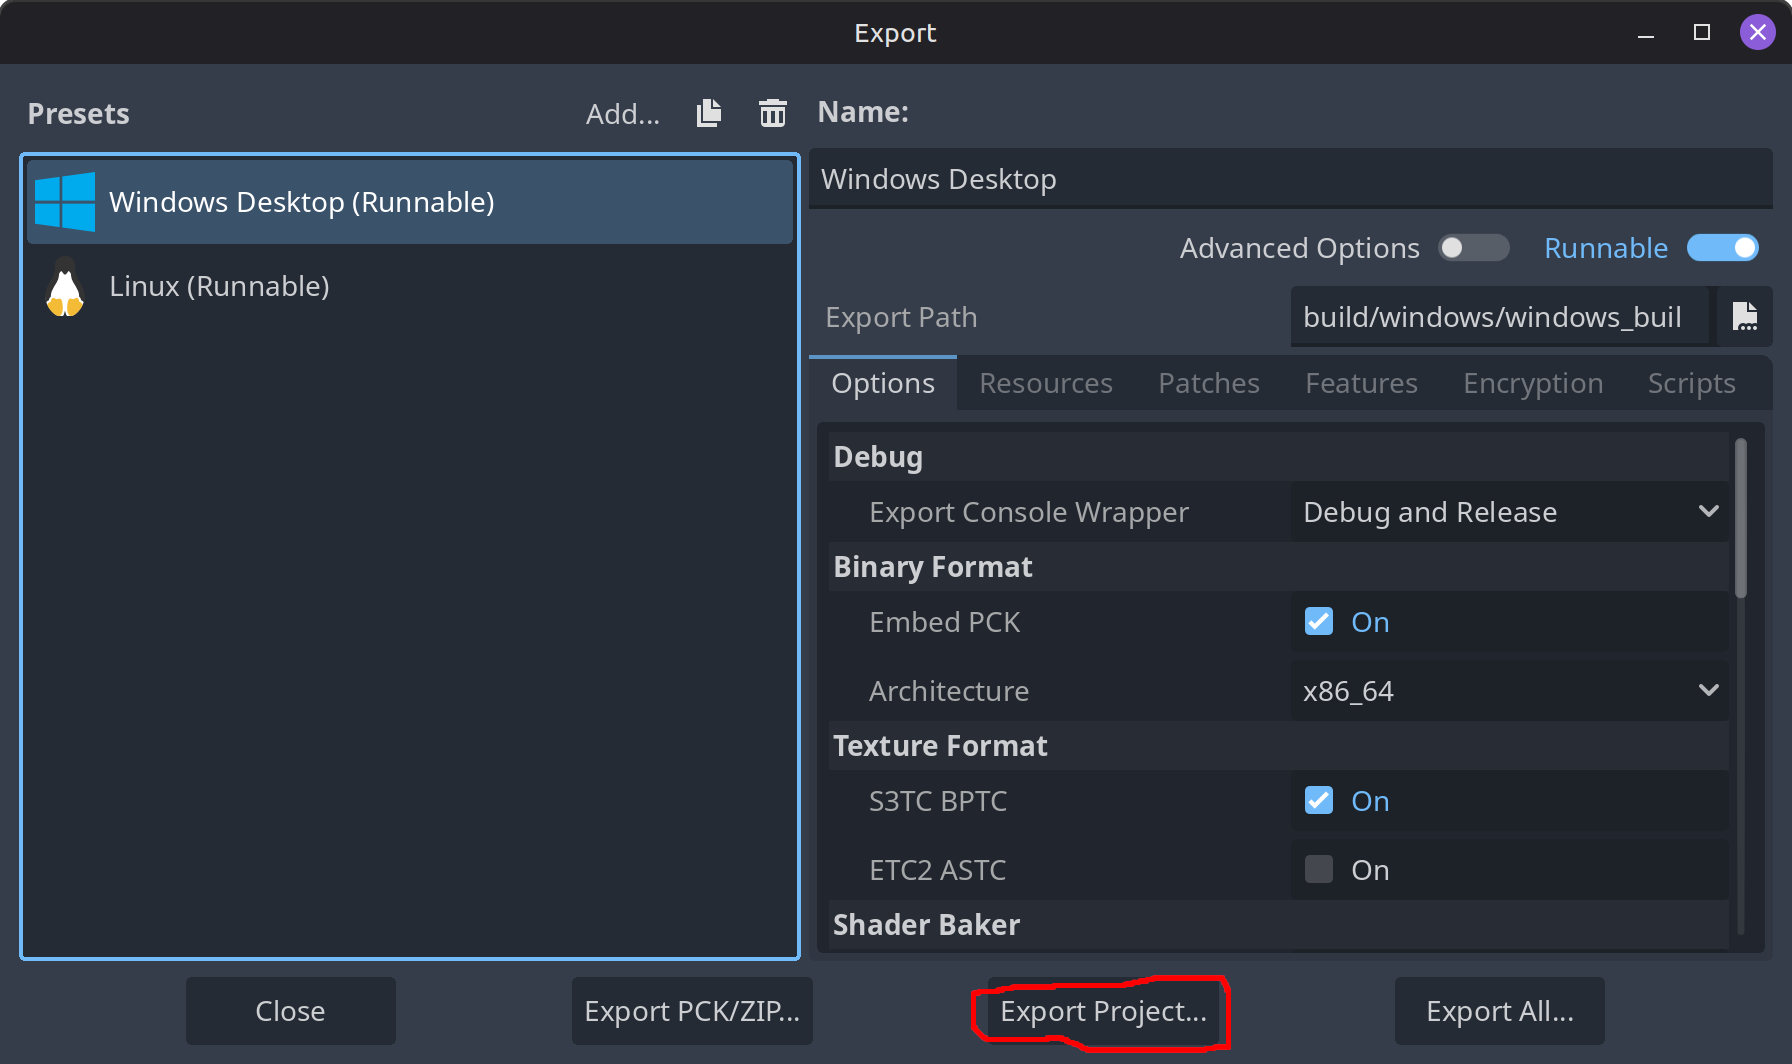 Export
Presets
Add...
Name:
Windows Desktop (Runnable)
Linux (Runnable)
Windows Desktop
Advanced Options
Runnable
Export Path
build/windows/windows_buil
Options
Resources
Patches
Features
Encryption
Scripts
Debug
Export Console Wrapper
Debug and Release
Binary Format
Embed PCK
On
Architecture
x86_64
Texture Format
S3TC BPTC
On
ETC2 ASTC
On
Shader Baker
Close
Export PCK/ZIP...
Export Project...
Export All...